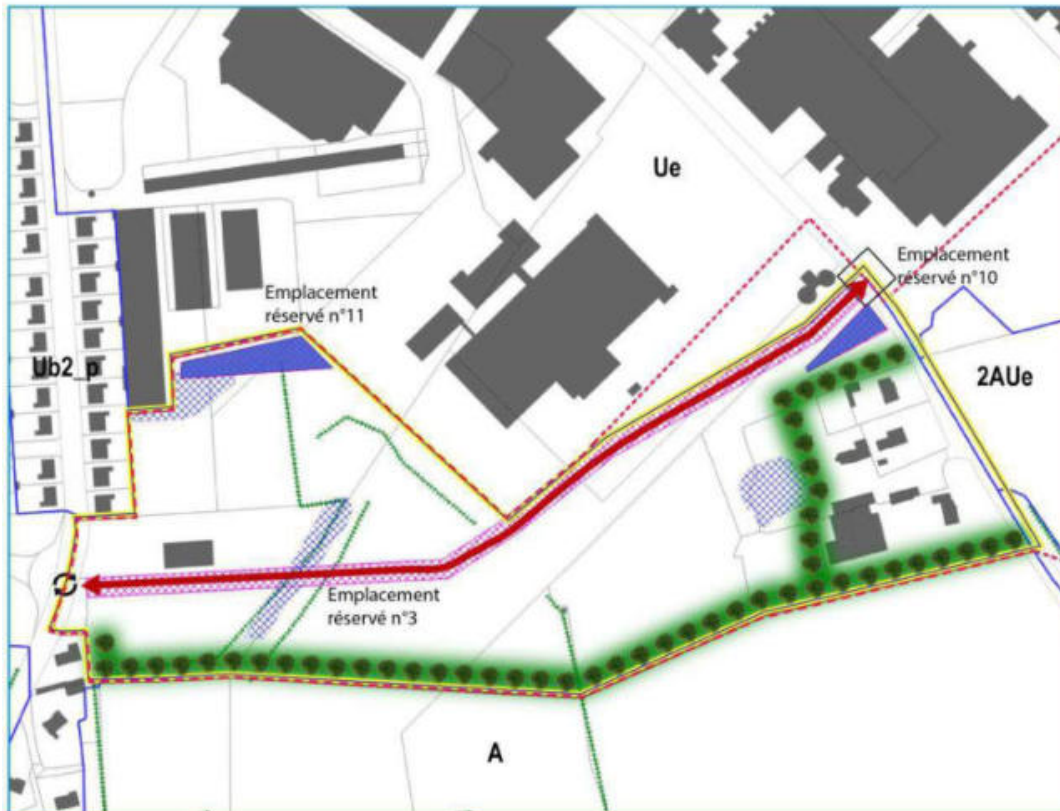 Ue
Emplacement
réservé n°10
Emplacement
réservé n°11
Ub2_p
2AUe
Emplacement
réservé n°3
A